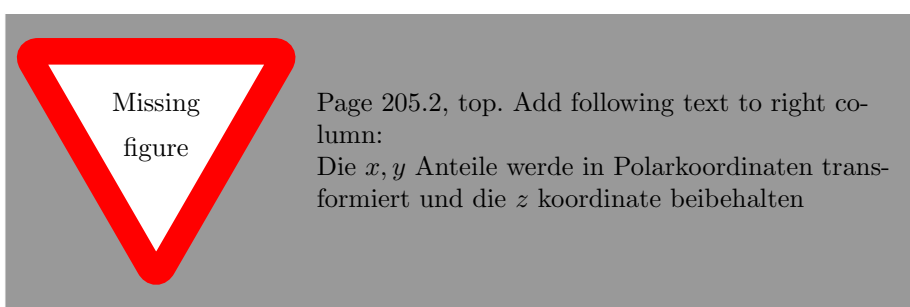 Missing
figure
Page 205.2, top. Add following text to right co-
lumn:
Die x, y Anteile werde in Polarkoordinaten trans-
formiert und die z koordinate beibehalten